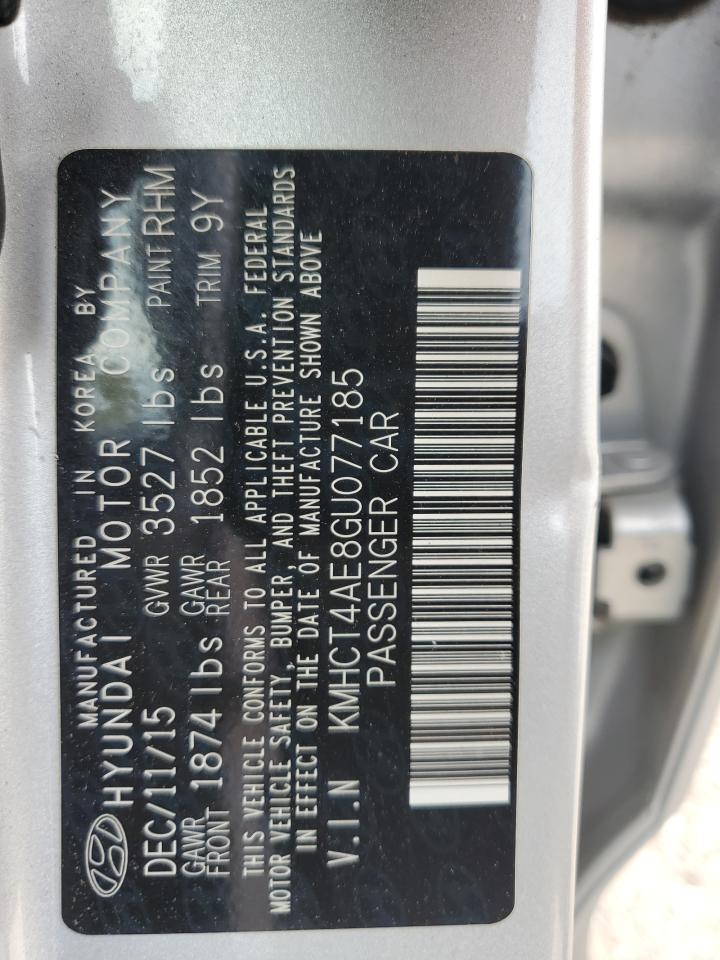 MANUFACTURED IN KOREA BY
HYUNDAI MOTOR COMPANY
DEC/11/15 GVWR 3527 lbs PAINT RHM
GAWR FRONT 1874 lbs GAWR REAR 1852 lbs TRIM 9Y
THIS VEHICLE CONFORMS TO ALL APPLICABLE U.S.A. FEDERAL
MOTOR VEHICLE SAFETY, BUMPER, AND THEFT PREVENTION STANDARDS
IN EFFECT ON THE DATE OF MANUFACTURE SHOWN ABOVE
V.I.N KMHCT4AE8GU077185
PASSENGER CAR